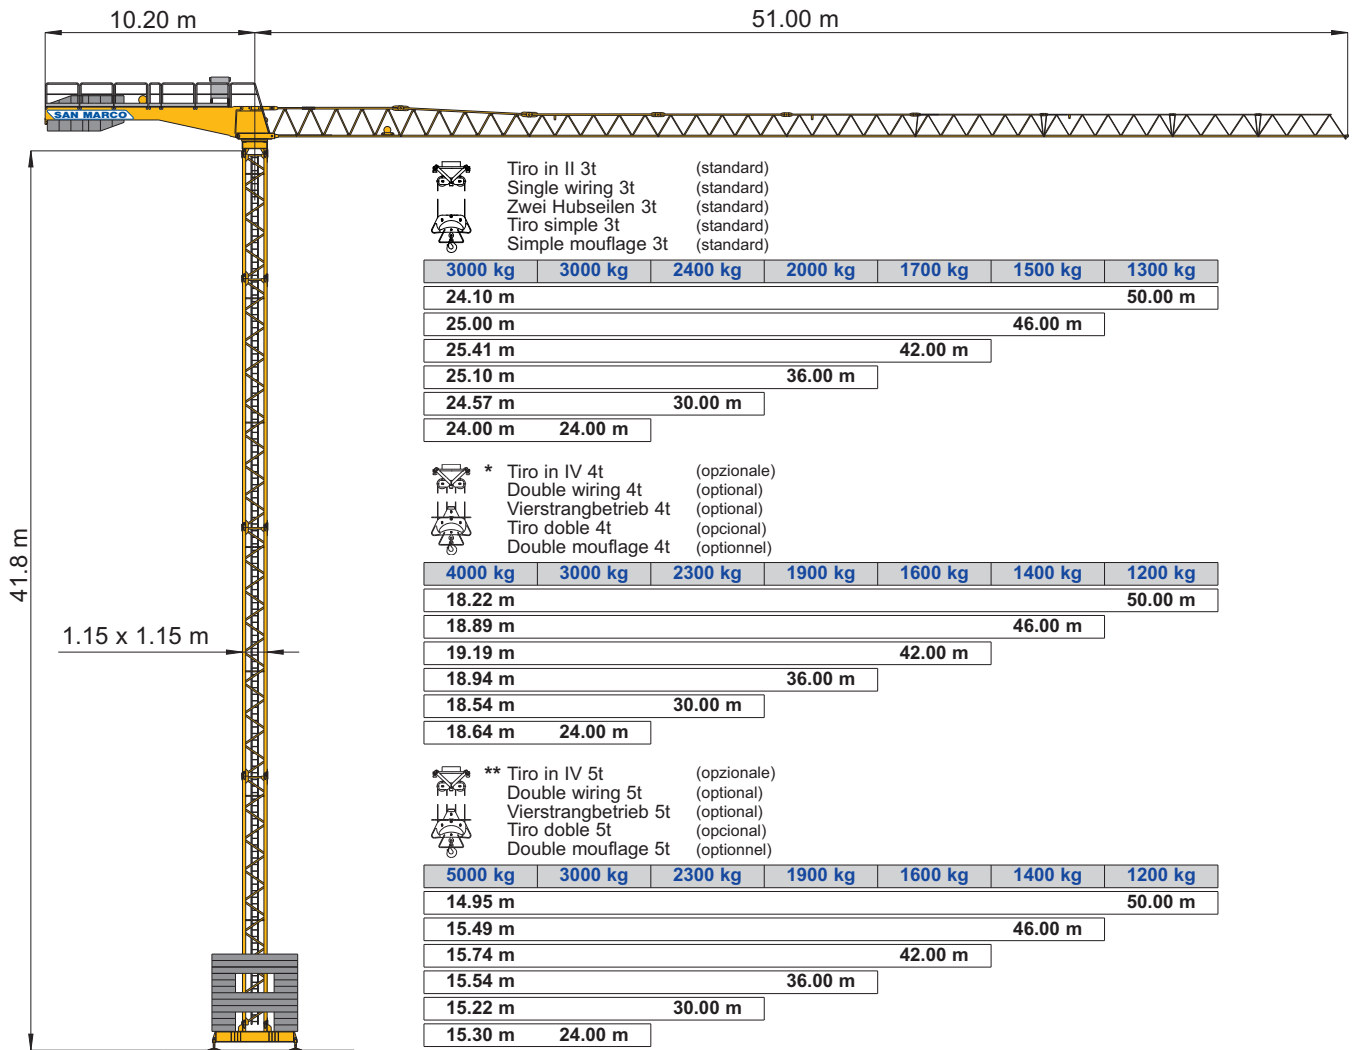 10.20 m 51.00 m
SAN MARCO
Tiro in II 3t (standard)
Single wiring 3t (standard)
Zwei Hubseilen 3t (standard)
Tiro simple 3t (standard)
Simple mouflage 3t (standard)
3000 kg 3000 kg 2400 kg 2000 kg 1700 kg 1500 kg 1300 kg
24.10 m 50.00 m
25.00 m 46.00 m
25.41 m 42.00 m
25.10 m 36.00 m
24.57 m 30.00 m
24.00 m 24.00 m
* Tiro in IV 4t (opzionale)
Double wiring 4t (optional)
Vierstrangbetrieb 4t (optional)
Tiro doble 4t (opcional)
Double mouflage 4t (optionnel)
4000 kg 3000 kg 2300 kg 1900 kg 1600 kg 1400 kg 1200 kg
18.22 m 50.00 m
18.89 m 46.00 m
19.19 m 42.00 m
18.94 m 36.00 m
18.54 m 30.00 m
18.64 m 24.00 m
41.8 m
1.15 x 1.15 m
** Tiro in IV 5t (opzionale)
Double wiring 5t (optional)
Vierstrangbetrieb 5t (optional)
Tiro doble 5t (opcional)
Double mouflage 5t (optionnel)
5000 kg 3000 kg 2300 kg 1900 kg 1600 kg 1400 kg 1200 kg
14.95 m 50.00 m
15.49 m 46.00 m
15.74 m 42.00 m
15.54 m 36.00 m
15.22 m 30.00 m
15.30 m 24.00 m